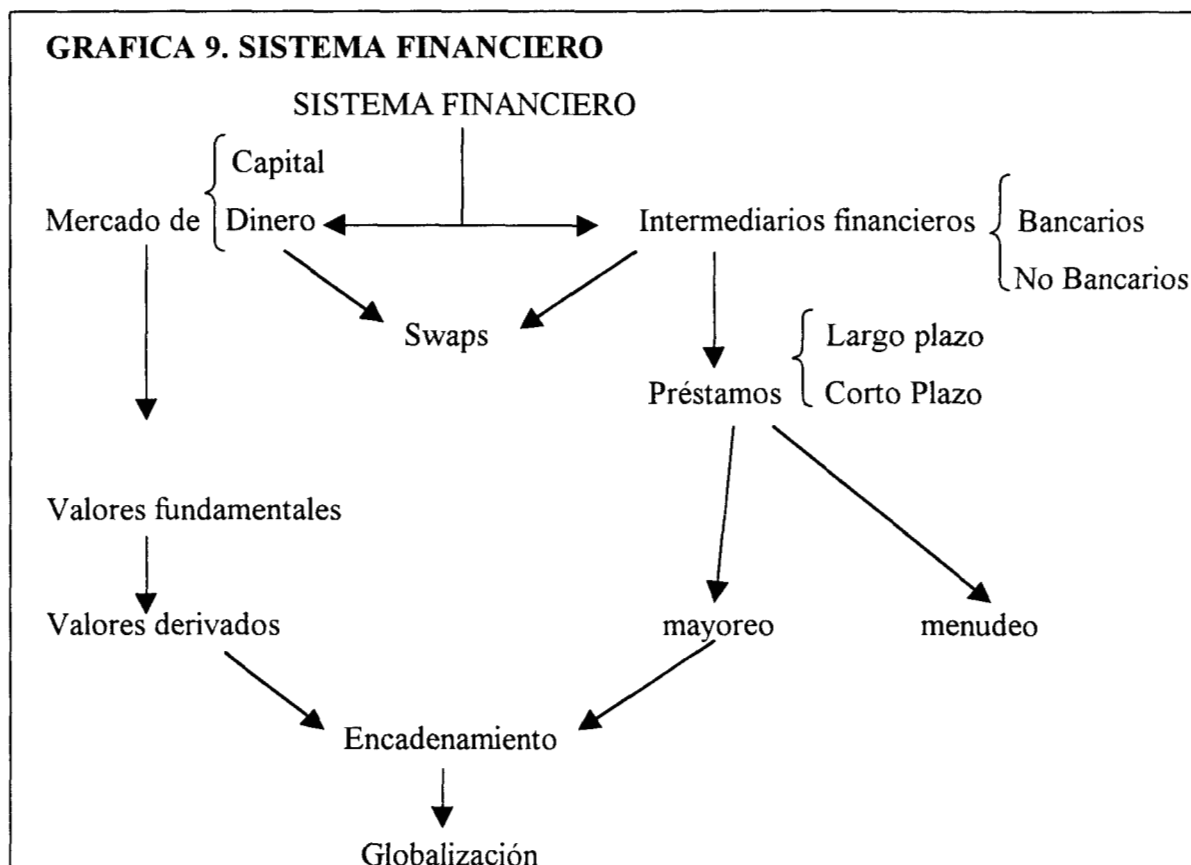 GRAFICA 9. SISTEMA FINANCIERO
SISTEMA FINANCIERO
Capital
Mercado de Dinero Intermediarios financieros Bancarios
No Bancarios
Swaps Largo plazo
Préstamos Corto Plazo
Valores fundamentales
Valores derivados mayoreo menudeo
Encadenamiento
Globalización